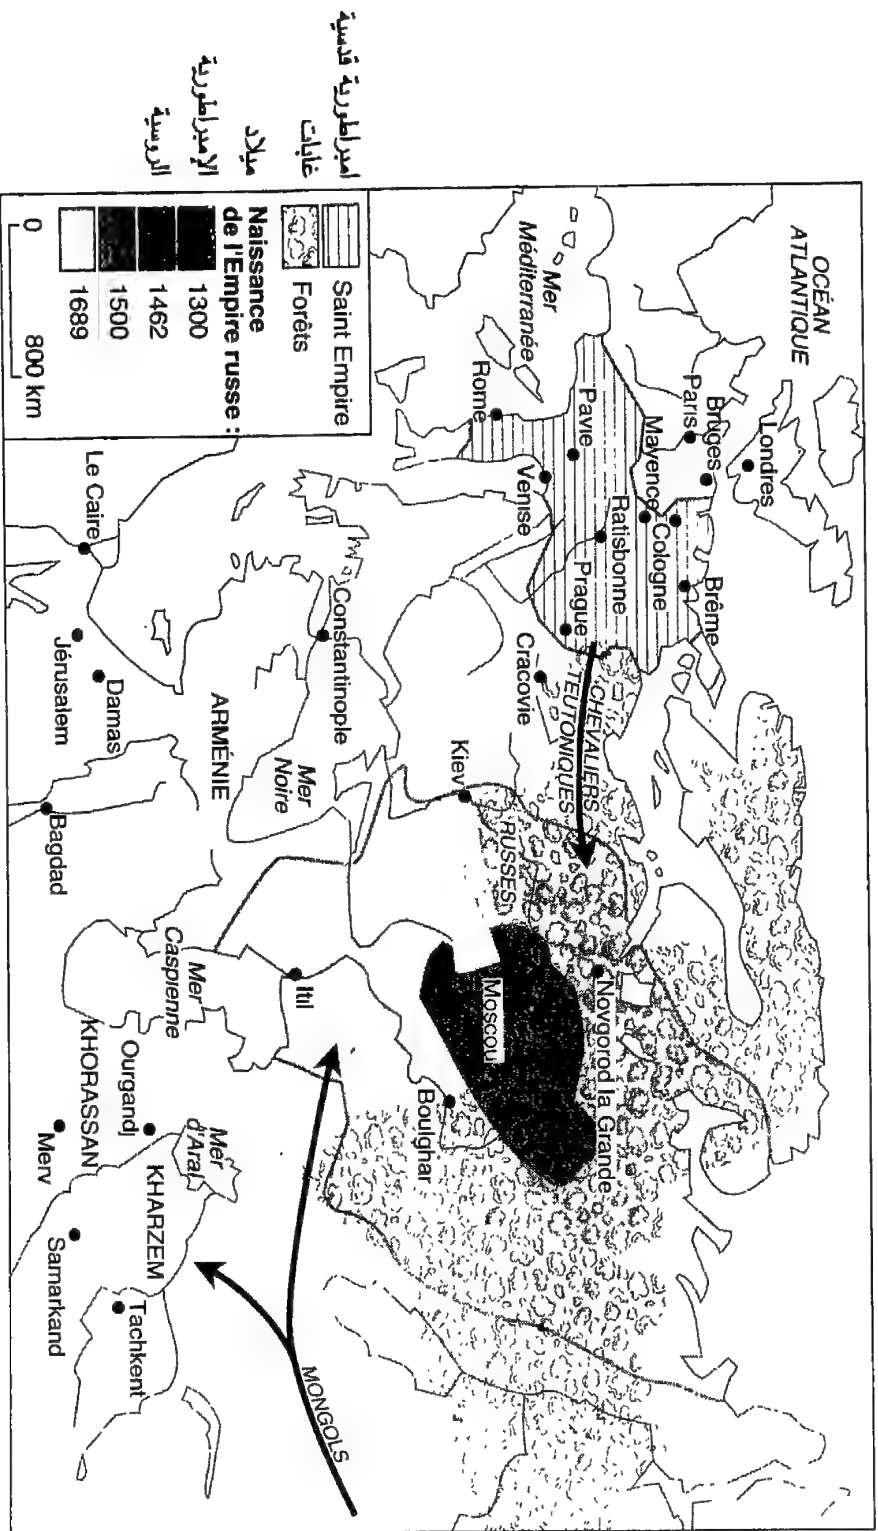 OCÉAN
ATLANTIQUE
Londres
Bruges
Paris
Brême
Cologne
Mayence
Ratisbonne
Prague
Pavie
Venise
Rome
Mer
Méditerranée
Cracovie
CHEVALIERS
TEUTONIQUES
RUSSES
Novgorod la Grande
Moscou
Boulghar
Kiev
Constantinople
Mer
Noire
ARMÉNIE
Itil
Mer
Caspienne
Mer
d'Aral
Ourgandj
KHORASSAN
Merv
KHARZEM
Samarkand
Tachkent
MONGOLS
Le Caire
Jérusalem
Damas
Bagdad
امبراطورية قدسية
Saint Empire
غابات
Forêts
ميلاد
الإمبراطورية
الروسية
Naissance
de l'Empire russe :
1300
1462
1500
1689
0 800 km